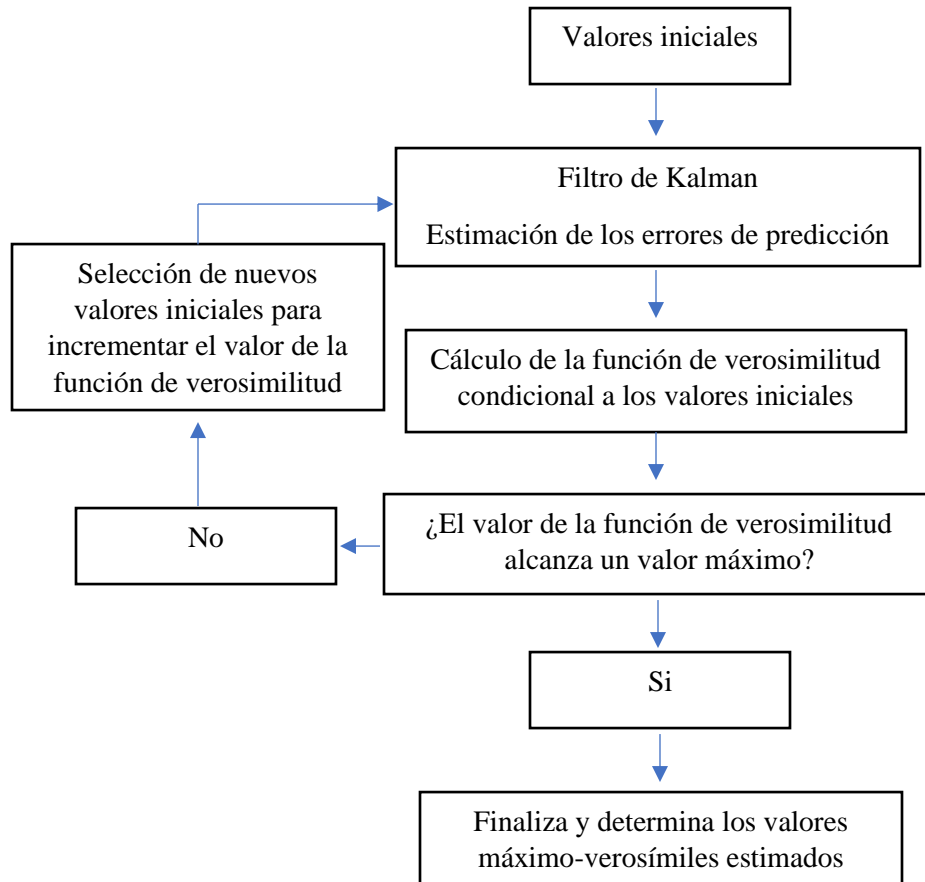 Valores iniciales
Filtro de Kalman
Estimación de los errores de predicción
Selección de nuevos
valores iniciales para
incrementar el valor de la
función de verosimilitud
Cálculo de la función de verosimilitud
condicional a los valores iniciales
No
¿El valor de la función de verosimilitud
alcanza un valor máximo?
Si
Finaliza y determina los valores
máximo-verosímiles estimados